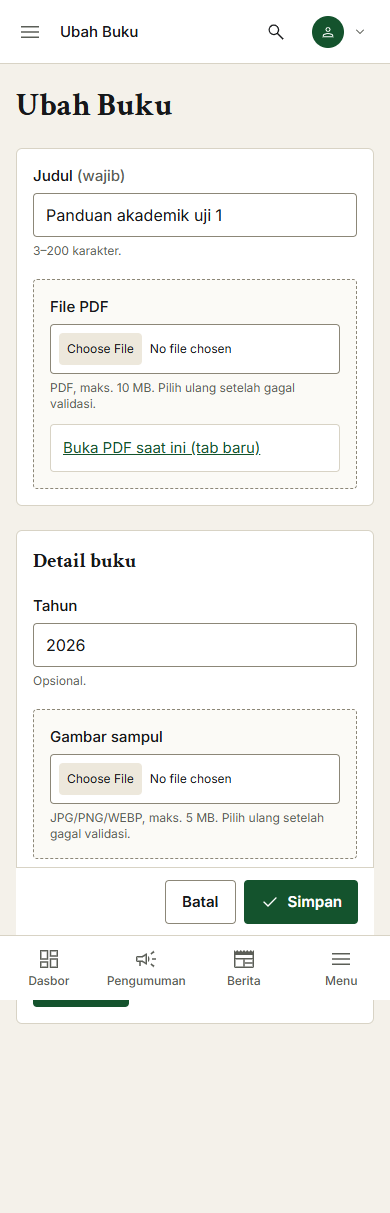 Ubah Buku
Ubah Buku
Judul (wajib)
Panduan akademik uji 1
3–200 karakter.
File PDF
Choose File No file chosen
PDF, maks. 10 MB. Pilih ulang setelah gagal
validasi.
Buka PDF saat ini (tab baru)
Detail buku
Tahun
2026
Opsional.
Gambar sampul
Choose File No file chosen
JPG/PNG/WEBP, maks. 5 MB. Pilih ulang setelah
gagal validasi.
Batal Simpan
Dasbor Pengumuman Berita Menu